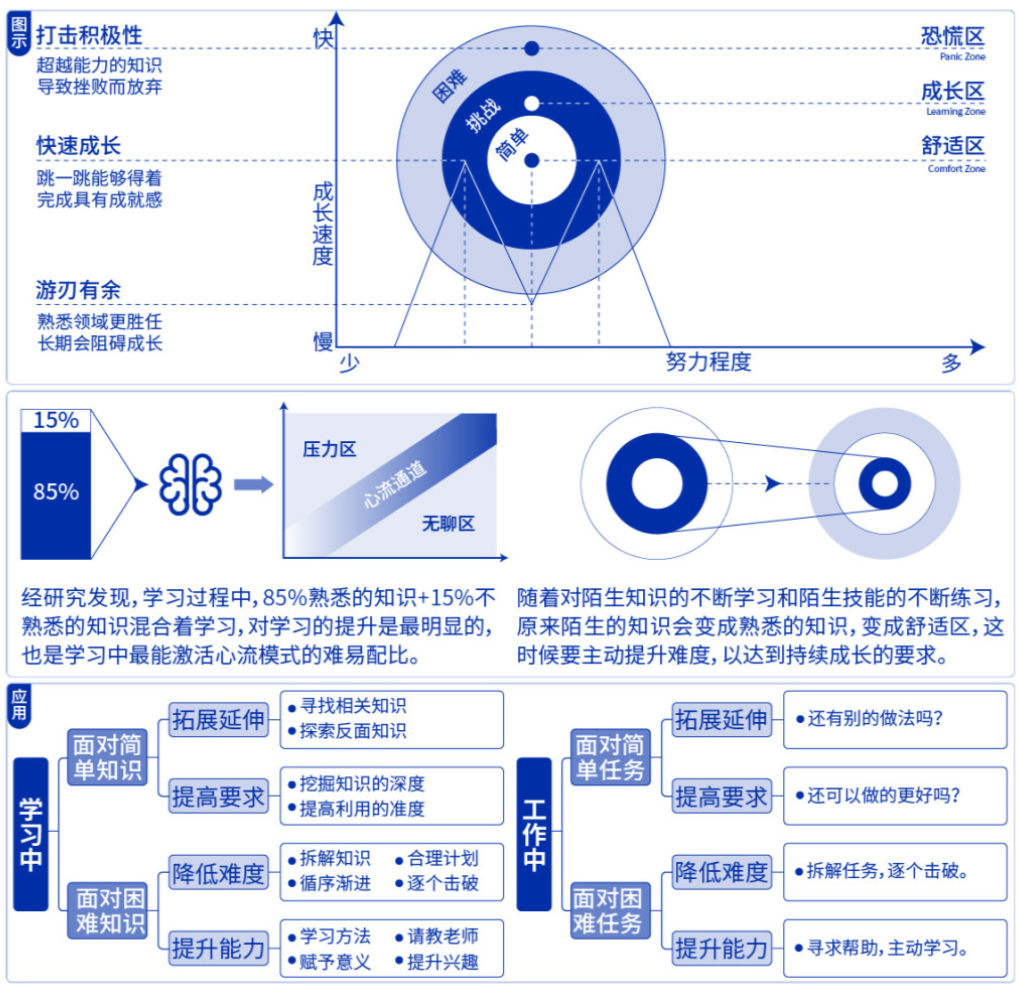 图示
打击积极性
超越能力的知识
导致挫败而放弃
快速成长
跳一跳能够得着
完成具有成就感
游刃有余
熟悉领域更胜任
长期会阻碍成长
快
成长速度
慢
少
努力程度
多
困难
挑战
简单
恐慌区
Panic Zone
成长区
Learning Zone
舒适区
Comfort Zone
15%
85%
压力区
心流通道
无聊区
经研究发现，学习过程中，85%熟悉的知识+15%不
熟悉的知识混合着学习，对学习的提升是最明显的，
也是学习中最能激活心流模式的难易配比。
随着对陌生知识的不断学习和陌生技能的不断练习，
原来陌生的知识会变成熟悉的知识，变成舒适区，这
时候要主动提升难度，以达到持续成长的要求。
应用
学习中
面对简
单知识
拓展延伸
•寻找相关知识
•探索反面知识
提高要求
•挖掘知识的深度
•提高利用的准度
面对困
难知识
降低难度
•拆解知识 •合理计划
•循序渐进 •逐个击破
提升能力
•学习方法 •请教老师
•赋予意义 •提升兴趣
工作中
面对简
单任务
拓展延伸
•还有别的做法吗？
提高要求
•还可以做的更好吗？
面对困
难任务
降低难度
•拆解任务，逐个击破。
提升能力
•寻求帮助，主动学习。